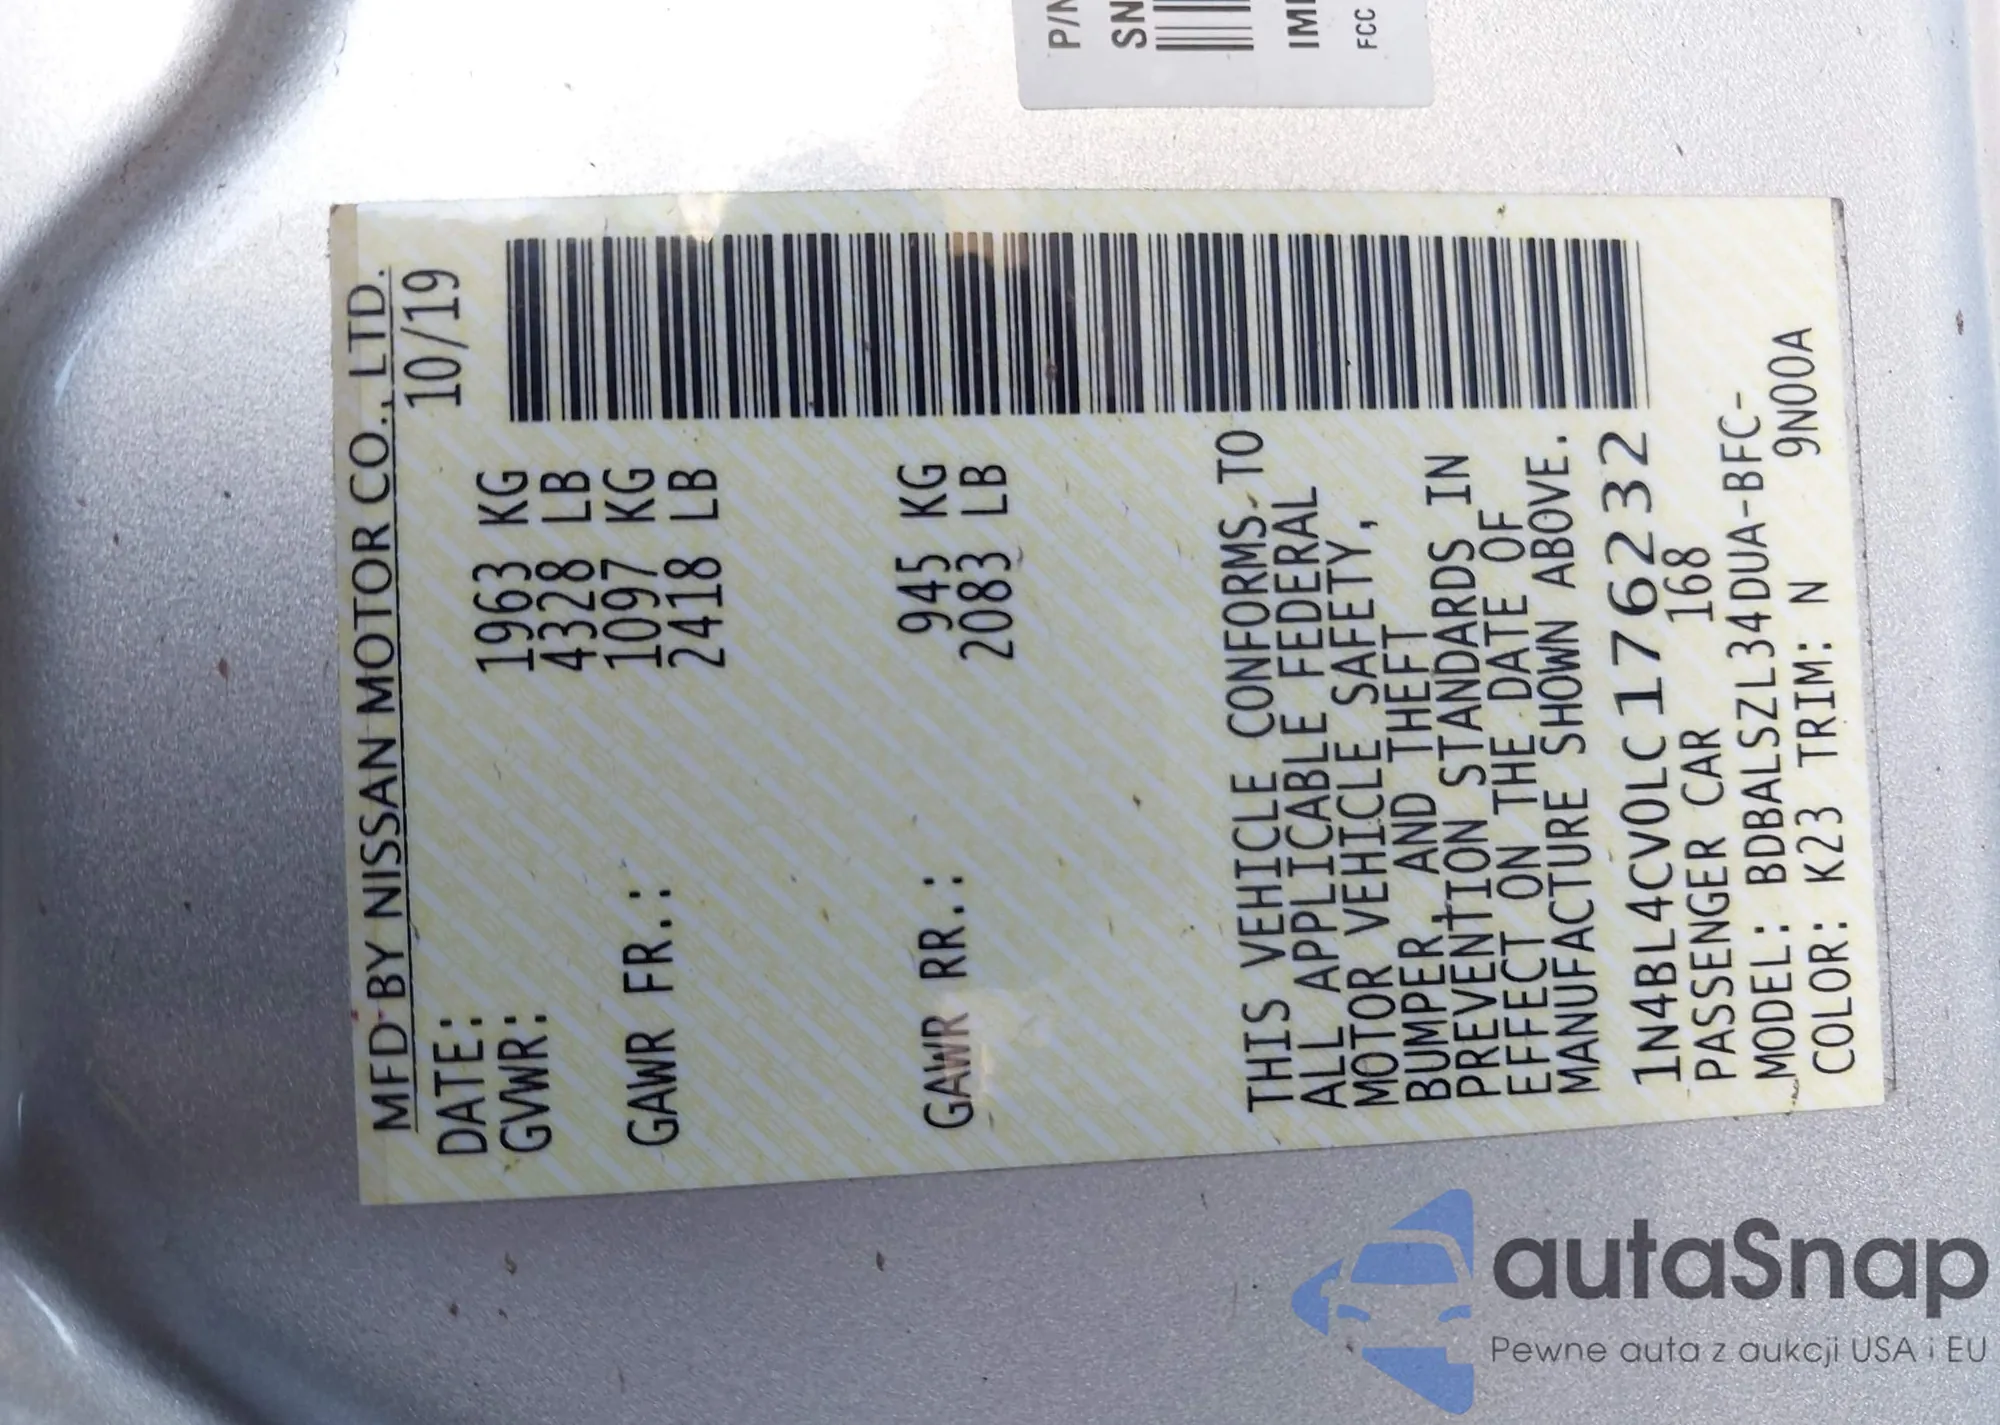 MFD BY NISSAN MOTOR CO., LTD.
DATE: 10/19
GVWR: 1963 KG
4328 LB
GAWR FR.: 1097 KG
2418 LB
GAWR RR.: 945 KG
2083 LB
THIS VEHICLE CONFORMS TO
ALL APPLICABLE FEDERAL
MOTOR VEHICLE SAFETY,
BUMPER, AND THEFT
PREVENTION STANDARDS IN
EFFECT ON THE DATE OF
MANUFACTURE SHOWN ABOVE.
1N4BL4CV0LC176232
PASSENGER CAR 168
MODEL: BDBALSZL34DUA-BFC-
COLOR: K23 TRIM: N 9N00A
P/N
SN
IMI
FCC
autaSnap
Pewne auta z aukcji USA i EU